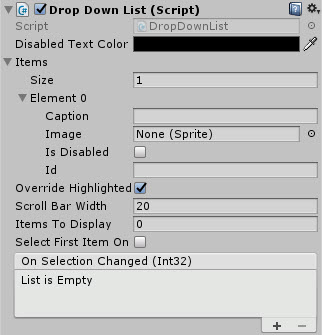 Drop Down List (Script)
Script DropDownList
Disabled Text Color
Items
Size 1
Element 0
Caption
Image None (Sprite)
Is Disabled
Id
Override Highlighted
Scroll Bar Width 20
Items To Display 0
Select First Item On
On Selection Changed (Int32)
List is Empty